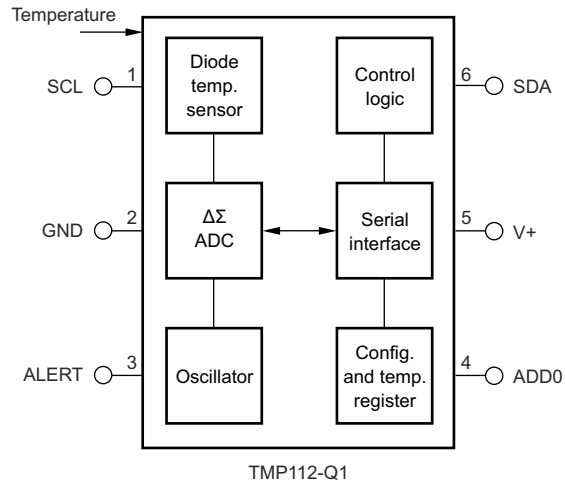 Temperature
SCL
1
Diode
temp.
sensor
Control
logic
6
SDA
GND
2
ΔΣ
ADC
Serial
interface
5
V+
ALERT
3
Oscillator
Config.
and temp.
register
4
ADD0
TMP112-Q1